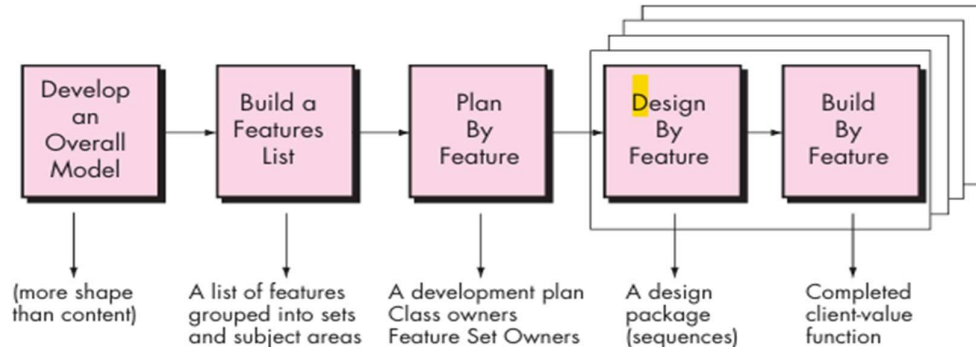 Develop
an
Overall
Model
Build a
Features
List
Plan
By
Feature
Design
By
Feature
Build
By
Feature
(more shape
than content)
A list of features
grouped into sets
and subject areas
A development plan
Class owners
Feature Set Owners
A design
package
(sequences)
Completed
client-value
function